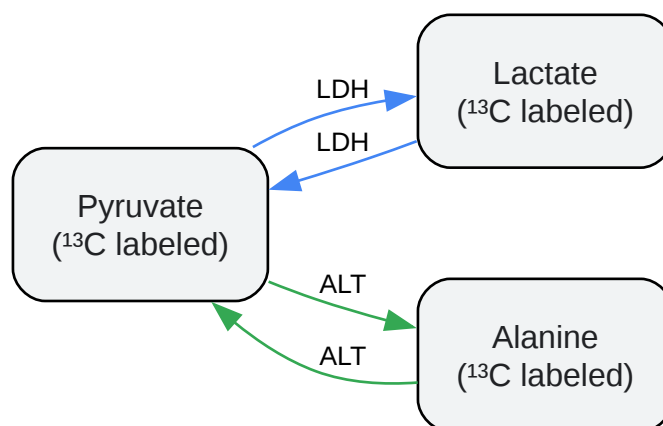 Lactate
(¹³C labeled)
LDH
LDH
Pyruvate
(¹³C labeled)
ALT
ALT
Alanine
(¹³C labeled)